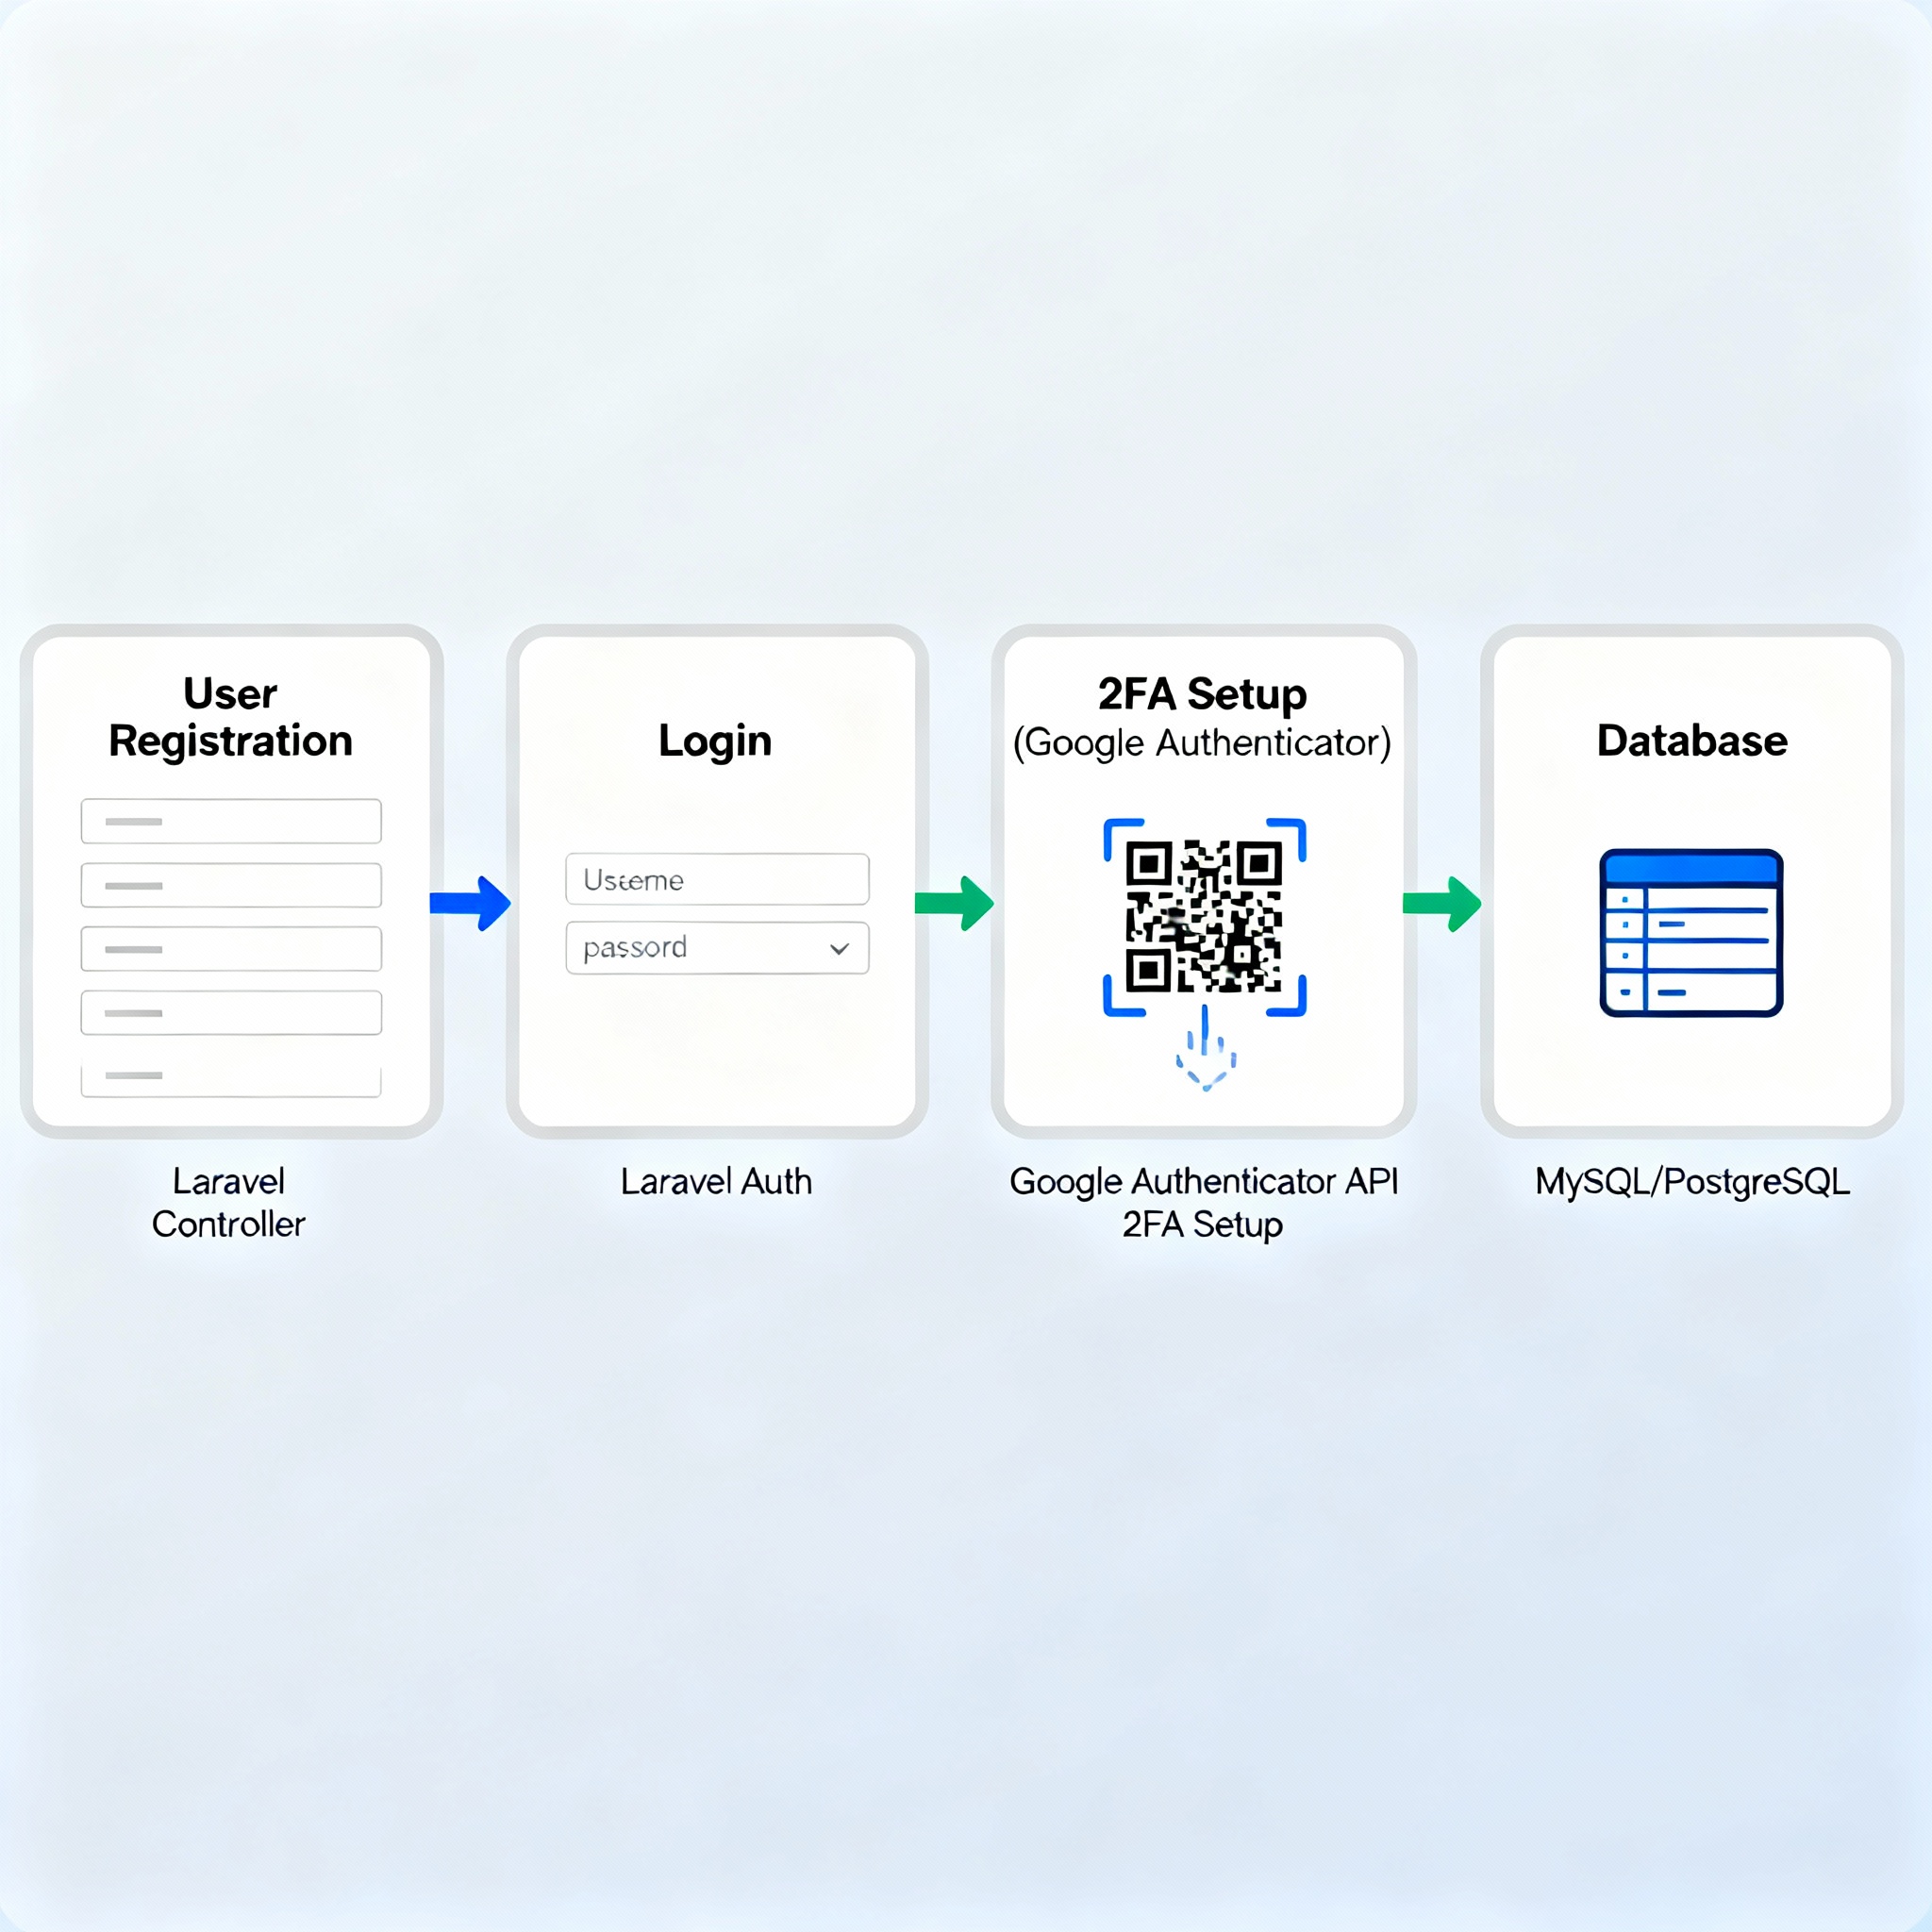 User
Registration
Login
Usteme
passord
2FA Setup
(Google Authenticator)
Database
Laravel
Controller
Laravel Auth
Google Authenticator API
2FA Setup
MySQL/PostgreSQL